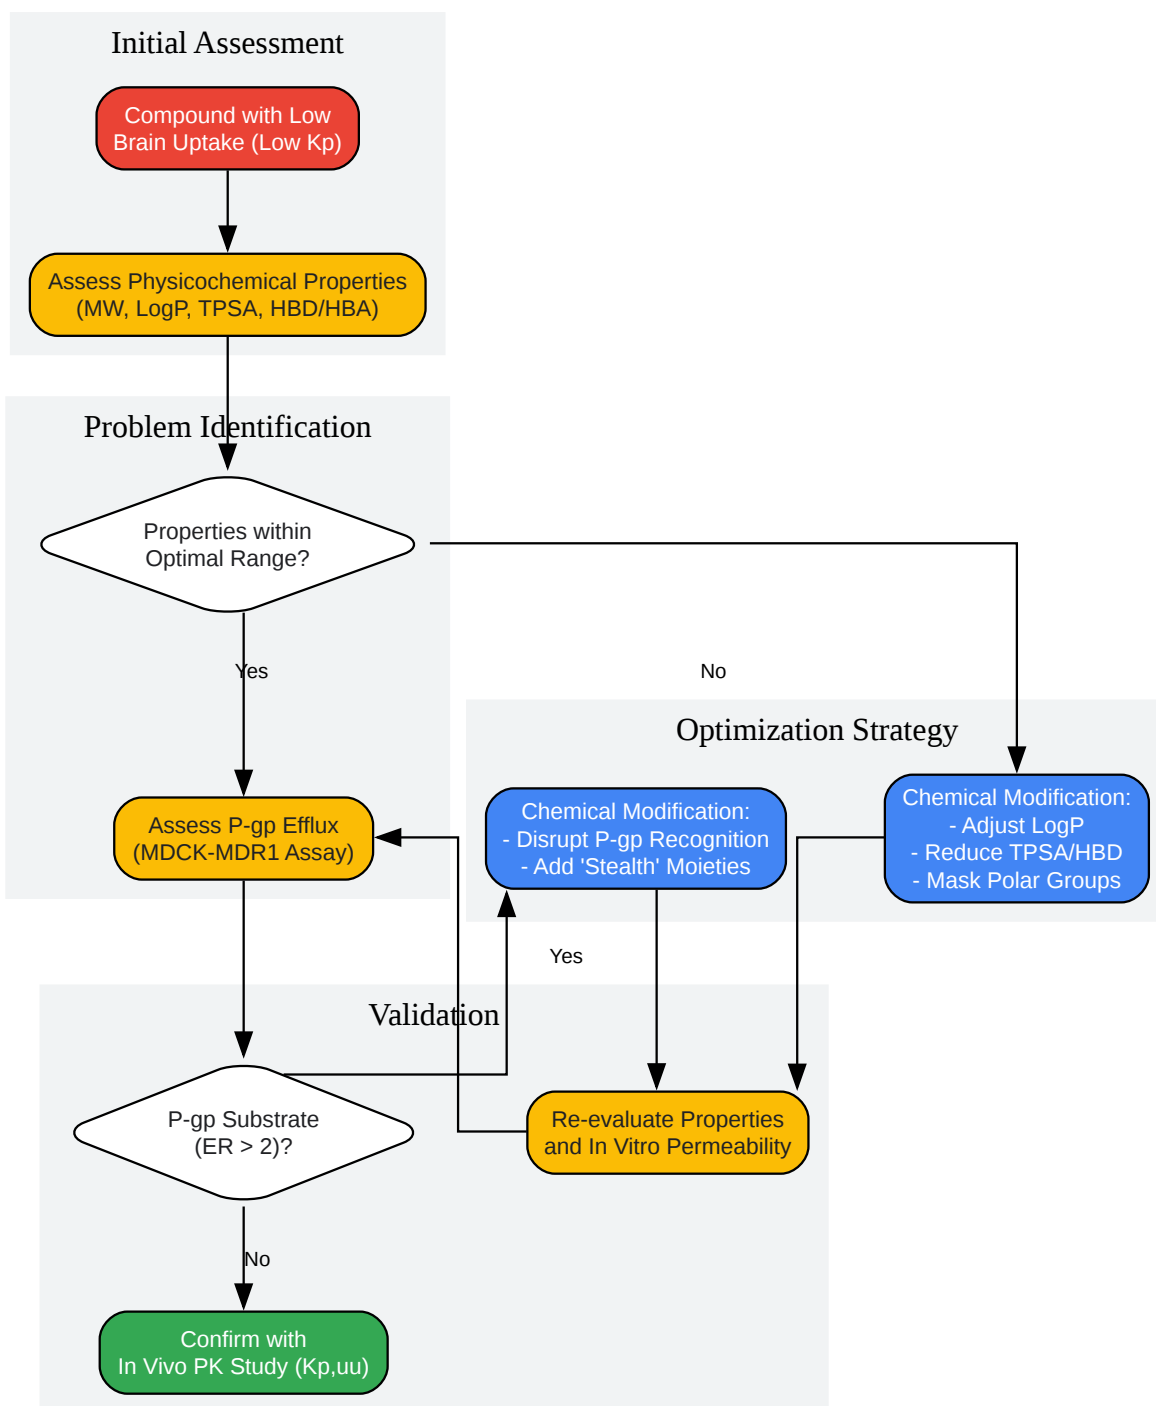 Initial Assessment
Compound with Low
Brain Uptake (Low Kp)
Assess Physicochemical Properties
(MW, LogP, TPSA, HBD/HBA)
Problem Identification
Properties within
Optimal Range?
Yes
No
Optimization Strategy
Chemical Modification:
- Disrupt P-gp Recognition
- Add 'Stealth' Moieties
Chemical Modification:
- Adjust LogP
- Reduce TPSA/HBD
- Mask Polar Groups
Assess P-gp Efflux
(MDCK-MDR1 Assay)
Yes
Validation
P-gp Substrate
(ER > 2)?
Re-evaluate Properties
and In Vitro Permeability
No
Confirm with
In Vivo PK Study (Kp,uu)